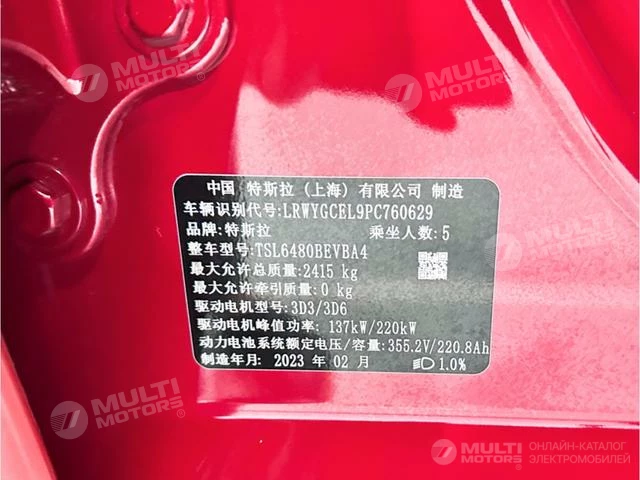 MULTI
MOTORS®
MULTI
MOTORS®
中国 特斯拉（上海）有限公司 制造
车辆识别代号:LRWYGCEL9PC760629
品牌:特斯拉 乘坐人数:5
整车型号:TSL6480BEVBA4
最大允许总质量:2415 kg
最大允许牵引质量:0 kg
驱动电机型号:3D3/3D6
驱动电机峰值功率: 137kW/220kW
动力电池系统额定电压/容量:355.2V/220.8Ah
制造年月:2023 年 02 月 1.0%
MULTI
MOTORS®
MULTI
MOTORS
ОНЛАЙН-КАТАЛОГ
ЭЛЕКТРОМОБИЛЕЙ